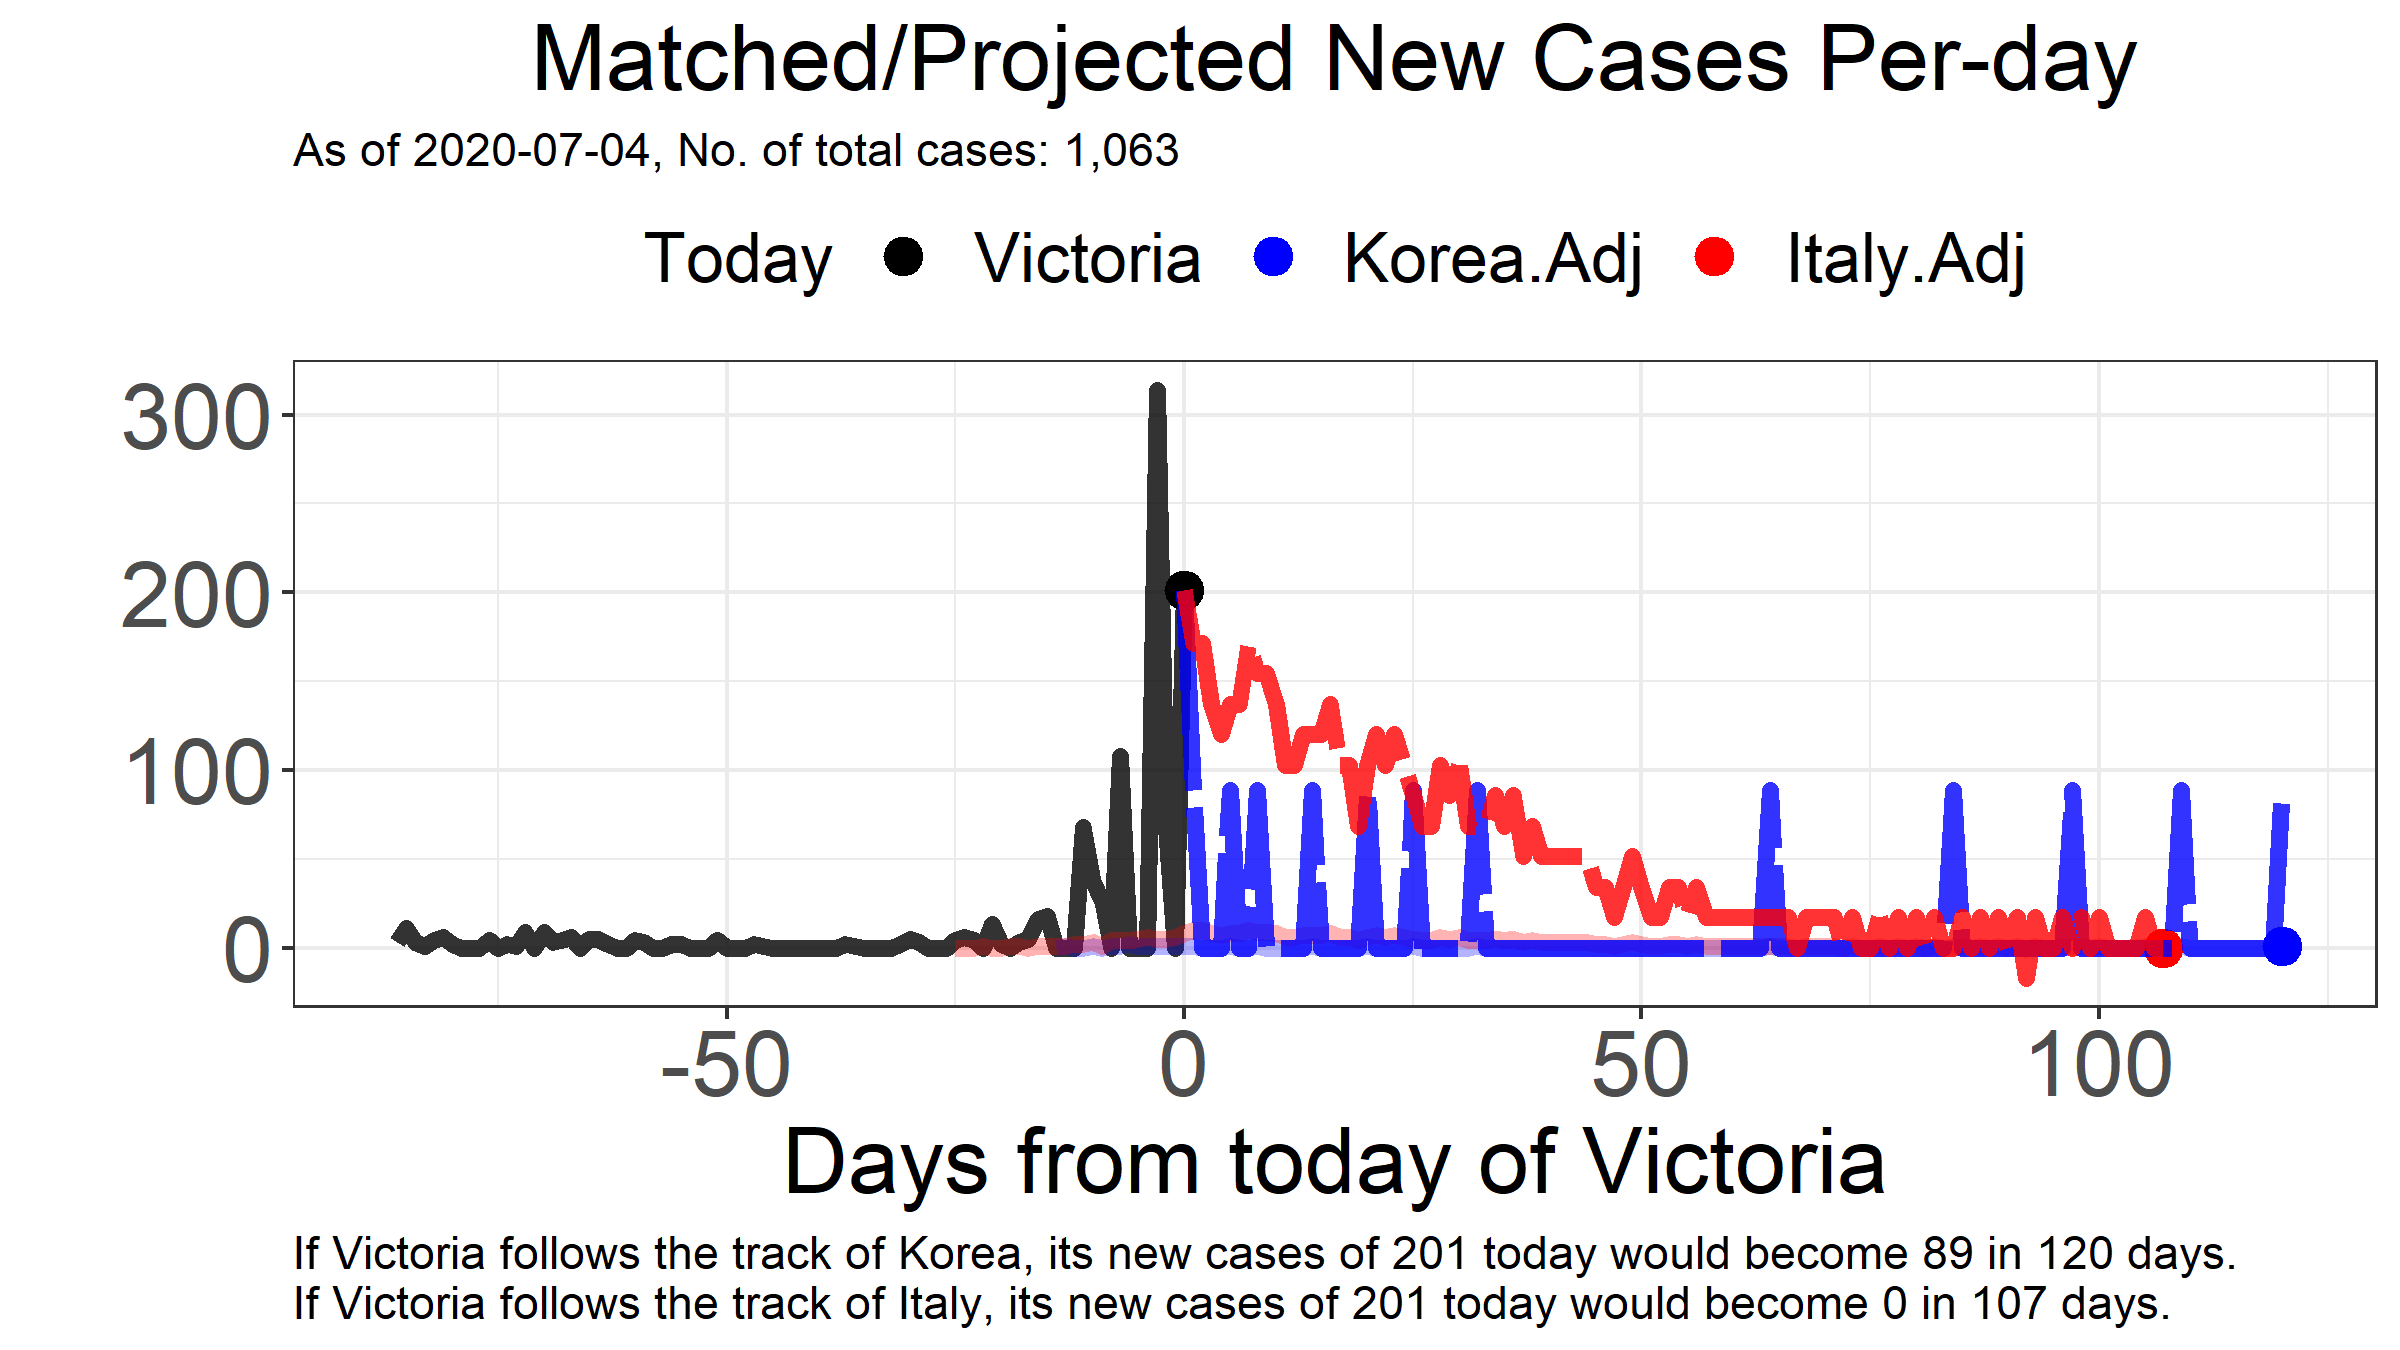 Matched/Projected New Cases Per-day
As of 2020-07-04, No. of total cases: 1,063
Today Victoria Korea.Adj Italy.Adj
300
200
100
0
-50 0 50 100
Days from today of Victoria
If Victoria follows the track of Korea, its new cases of 201 today would become 89 in 120 days.
If Victoria follows the track of Italy, its new cases of 201 today would become 0 in 107 days.